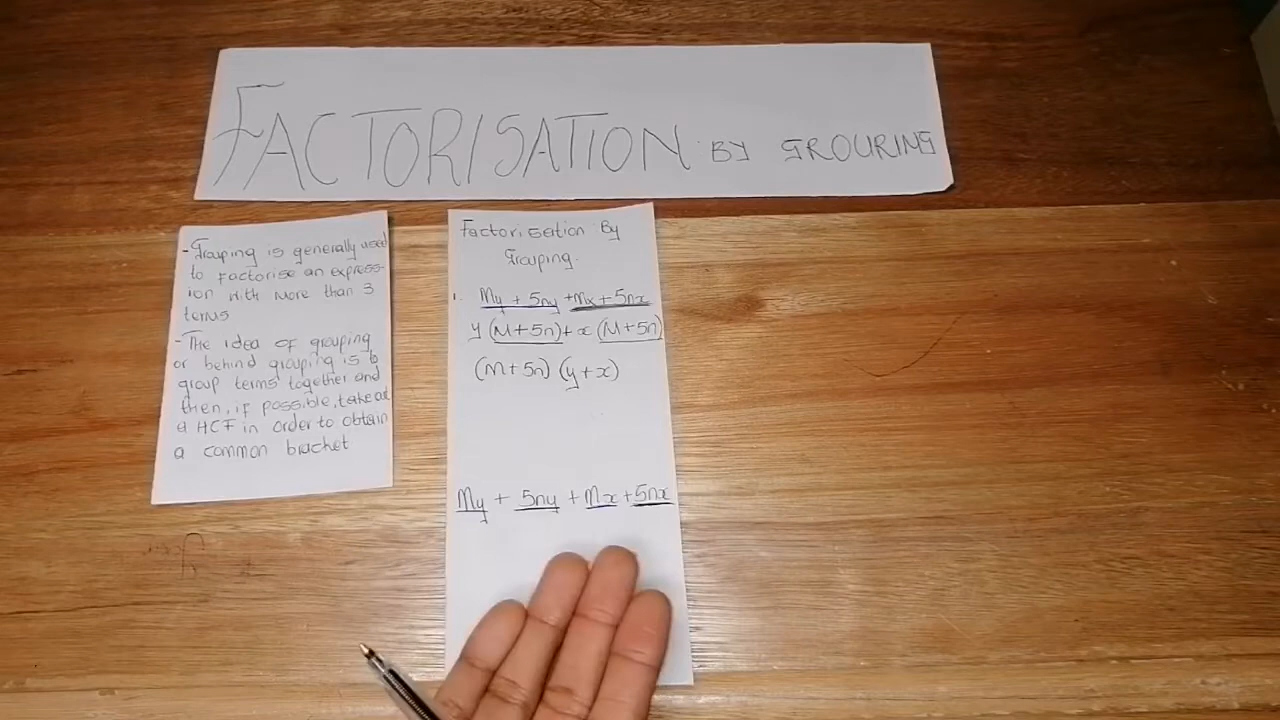 FACTORISATION BY GROURING
- Grouping is generally used
to factorise an express-
ion with more than 3
terms
- The idea of grouping
or behind grouping is to
group terms together and
then, if possible, take out
a HCF in order to obtain
a common bracket
Factorisation By
Grouping.
1. My + 5ny + Mx + 5nx
y (M+5n) + x (M+5n)
(M+5n) (y+x)
My + 5ny + Mx + 5nx